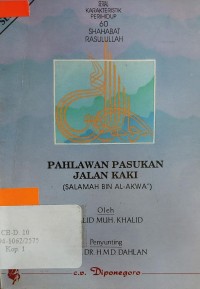 KARAKTERISTIK
PERIHIDUP
60
SHAHABAT
RASULULLAH
PAHLAWAN PASUKAN
JALAN KAKI
(SALAMAH BIN AL-AKWA')
Oleh
LID MUH. KHALID
Penyunting
DR. H.M.D. DAHLAN
c.v. Diponegoro
Kop 1